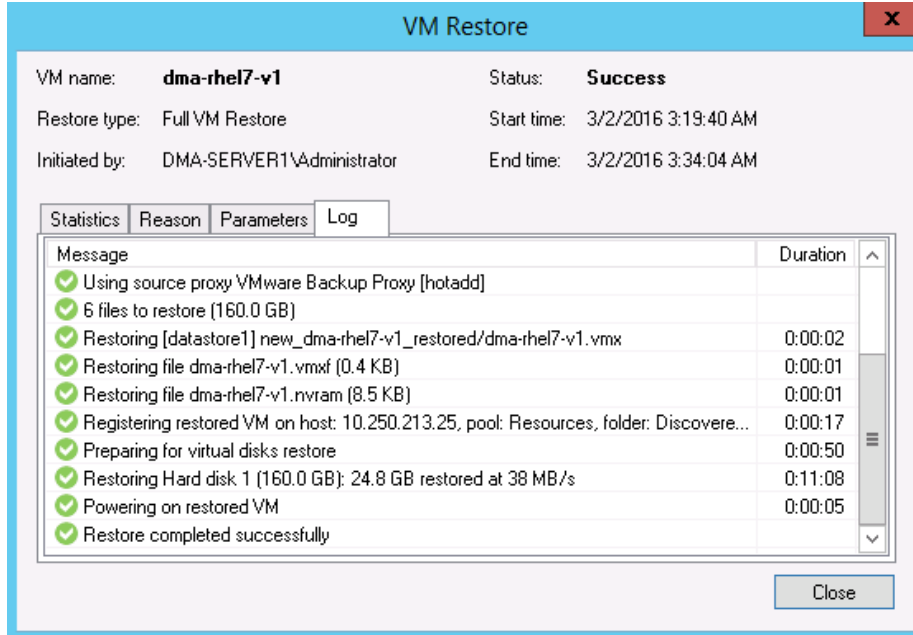 VM Restore
x
VM name: dma-rhel7-v1 Status: Success
Restore type: Full VM Restore Start time: 3/2/2016 3:19:40 AM
Initiated by: DMA-SERVER1\Administrator End time: 3/2/2016 3:34:04 AM
Statistics Reason Parameters Log
Message Duration
Using source proxy VMware Backup Proxy [hotadd]
6 files to restore (160.0 GB)
Restoring [datastore1] new_dma-rhel7-v1_restored/dma-rhel7-v1.vmx 0:00:02
Restoring file dma-rhel7-v1.vmxf (0.4 KB) 0:00:01
Restoring file dma-rhel7-v1.nvram (8.5 KB) 0:00:01
Registering restored VM on host: 10.250.213.25, pool: Resources, folder: Discovere... 0:00:17
Preparing for virtual disks restore 0:00:50
Restoring Hard disk 1 (160.0 GB): 24.8 GB restored at 38 MB/s 0:11:08
Powering on restored VM 0:00:05
Restore completed successfully
Close